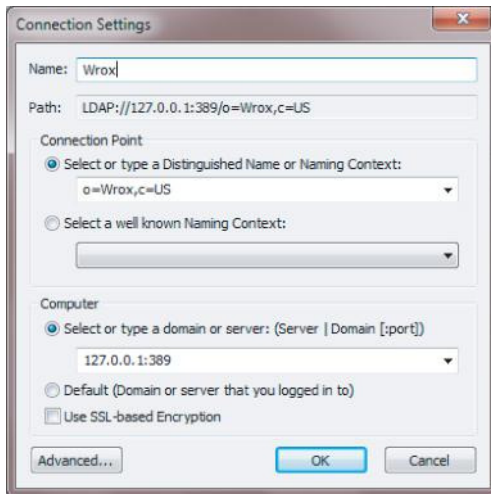 Connection Settings
Name: Wrox
Path: LDAP://127.0.0.1:389/o=Wrox,c=US
Connection Point
Select or type a Distinguished Name or Naming Context:
o=Wrox,c=US
Select a well known Naming Context:
Computer
Select or type a domain or server: (Server | Domain [:port])
127.0.0.1:389
Default (Domain or server that you logged in to)
Use SSL-based Encryption
Advanced... OK Cancel